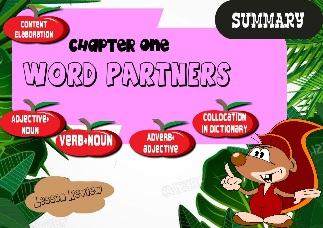 SUMMARY
CONTENT
ELABORATION
CHAPTER ONE
WORD PARTNERS
ADJECTIVE+
NOUN
VERB+NOUN
ADVERB+
ADJECTIVE
COLLOCATION
IN DICTIONARY
Lesson Review